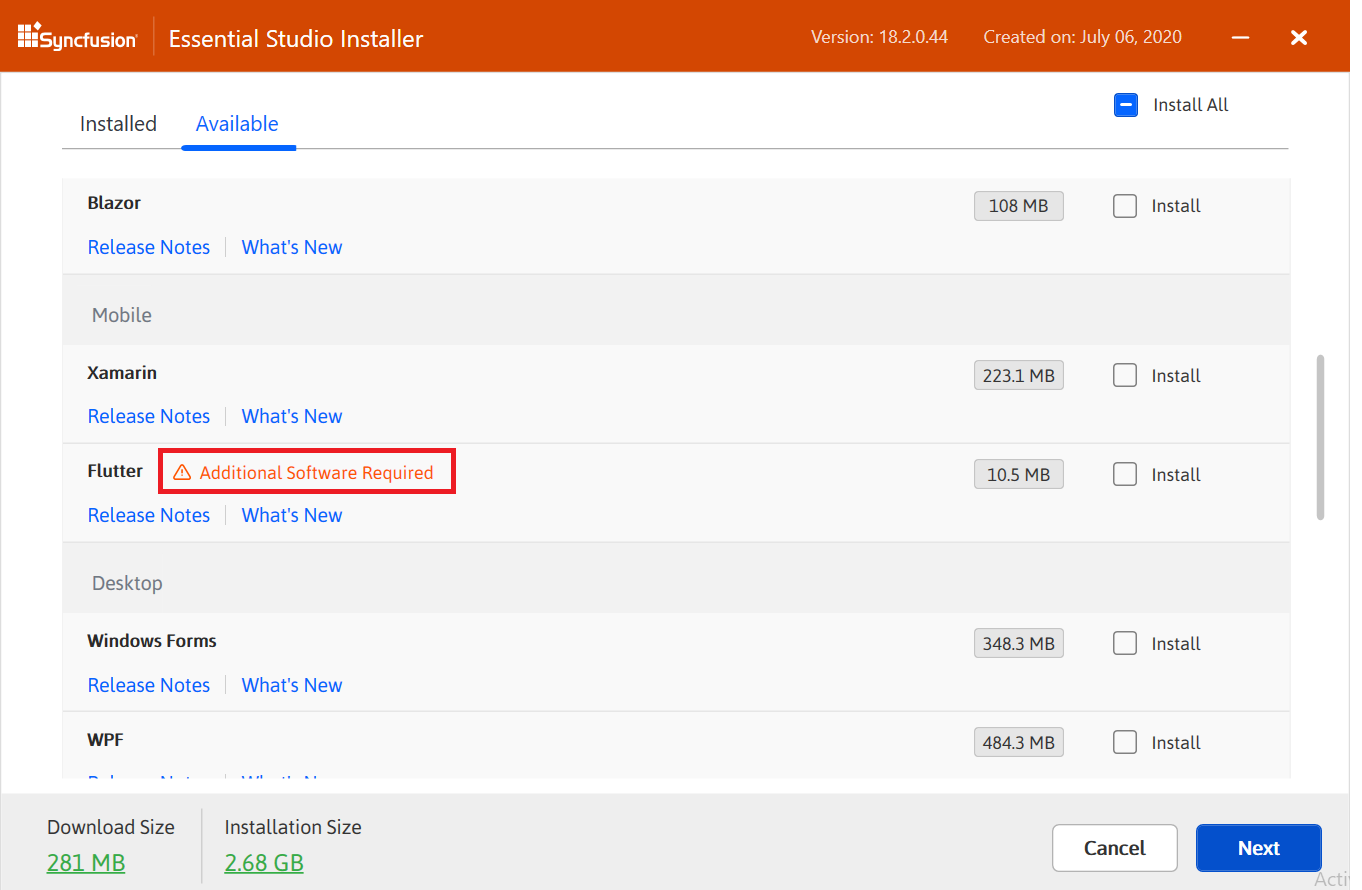 Syncfusion
Essential Studio Installer
Version: 18.2.0.44
Created on: July 06, 2020
Installed
Available
Install All
Blazor
108 MB
Install
Release Notes
What's New
Mobile
Xamarin
223.1 MB
Install
Release Notes
What's New
Flutter
Additional Software Required
10.5 MB
Install
Release Notes
What's New
Desktop
Windows Forms
348.3 MB
Install
Release Notes
What's New
WPF
484.3 MB
Install
Download Size
Installation Size
281 MB
2.68 GB
Cancel
Next